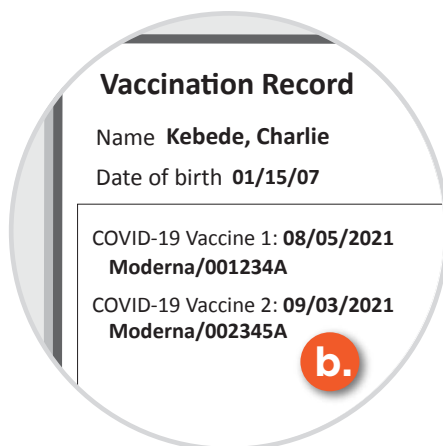 Vaccination Record
Name Kebede, Charlie
Date of birth 01/15/07
COVID-19 Vaccine 1: 08/05/2021
Moderna/001234A
COVID-19 Vaccine 2: 09/03/2021
Moderna/002345A
b.